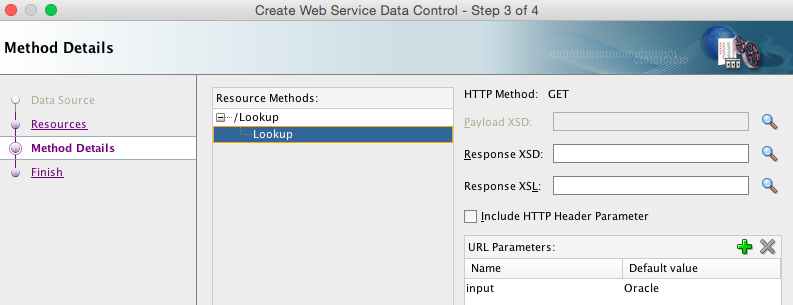 Create Web Service Data Control - Step 3 of 4
Method Details
01010101010101010101010101
01010101010
Data Source
Resources
Method Details
Finish
Resource Methods:
/Lookup
Lookup
HTTP Method: GET
Payload XSD:
Response XSD:
Response XSL:
Include HTTP Header Parameter
URL Parameters:
Name Default value
input Oracle